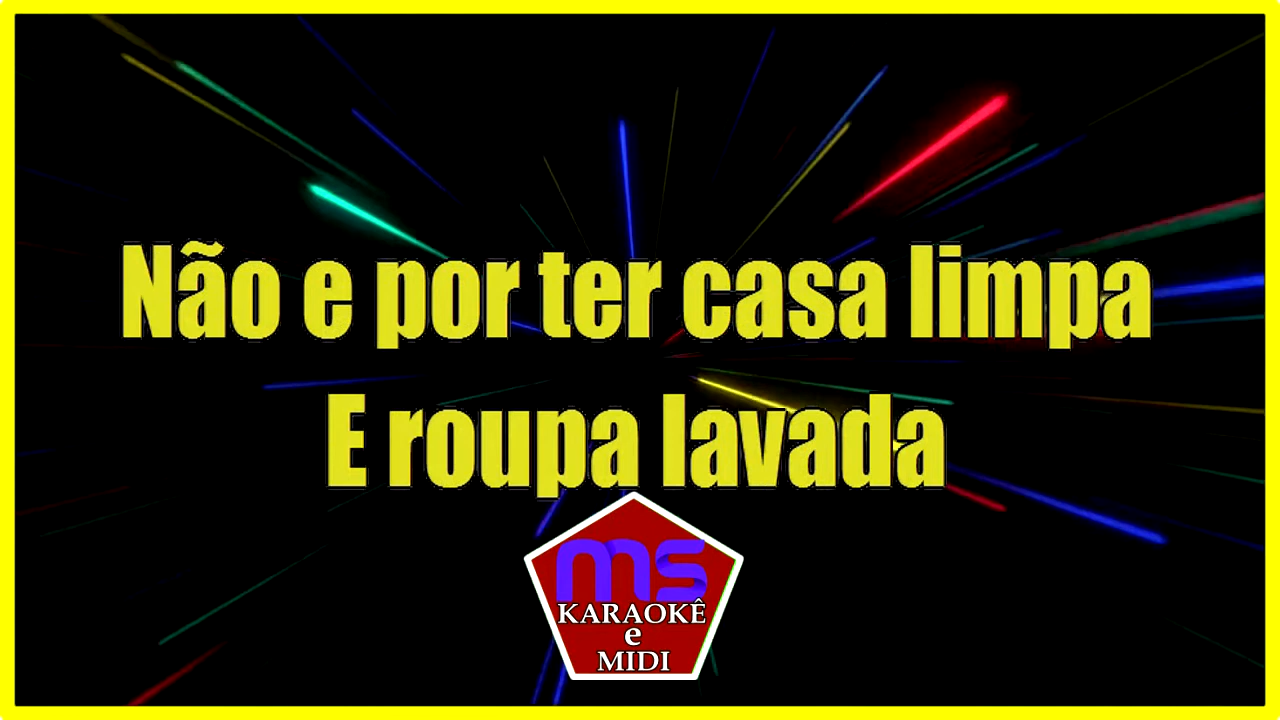 Não e por ter casa limpa
E roupa lavada
ms
KARAOKÊ
e
MIDI